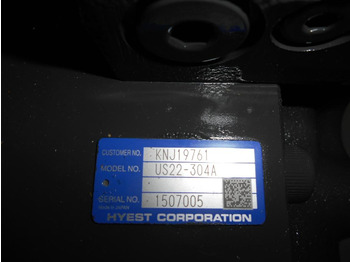 CUSTOMER NO. KNJ19761
MODEL NO. US22-304A
SERIAL NO. 1507005
Made in JAPAN
HYEST CORPORATION